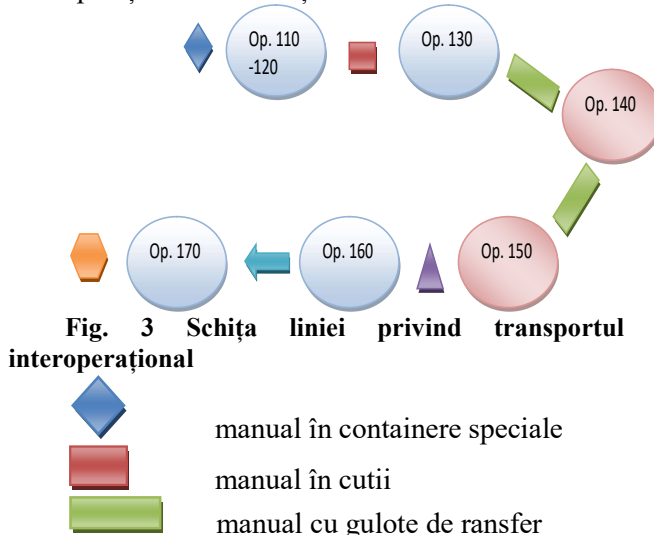 Op. 110
-120
Op. 130
Op. 140
Op. 170
Op. 160
Op. 150
Fig. 3 Schița liniei privind transportul
interoperațional
manual în containere speciale
manual în cutii
manual cu gulote de ransfer